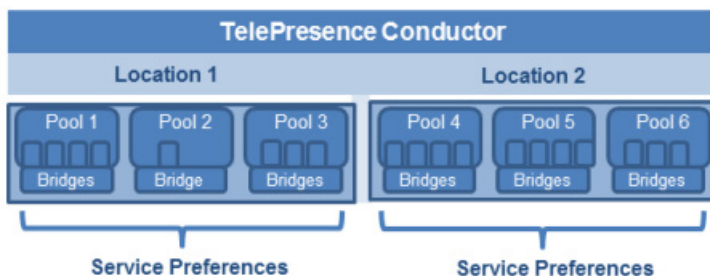 TelePresence Conductor
Location 1 Location 2
Pool 1 Pool 2 Pool 3 Pool 4 Pool 5 Pool 6
Bridges Bridge Bridges Bridges Bridges Bridges
Service Preferences Service Preferences